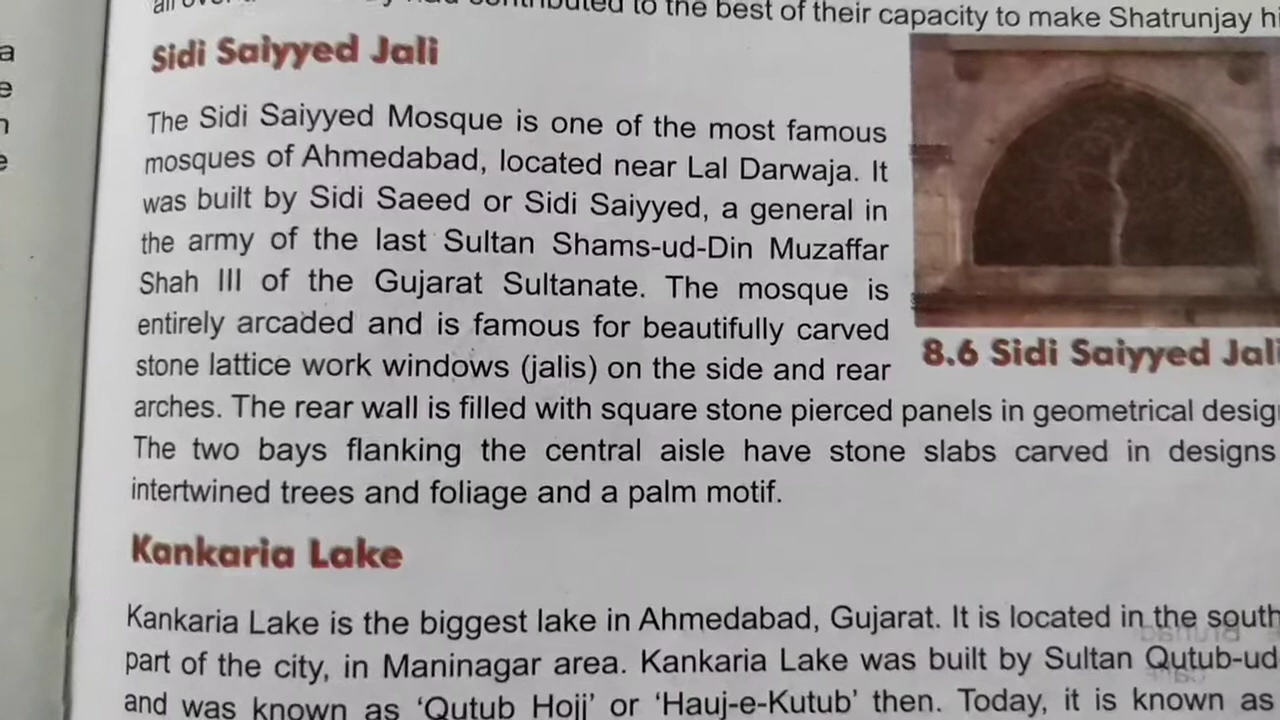 to the best of their capacity to make Shatrunjay
Sidi Saiyyed Jali
The Sidi Saiyyed Mosque is one of the most famous
mosques of Ahmedabad, located near Lal Darwaja. It
was built by Sidi Saeed or Sidi Saiyyed, a general in
the army of the last Sultan Shams-ud-Din Muzaffar
Shah III of the Gujarat Sultanate. The mosque is
entirely arcaded and is famous for beautifully carved
stone lattice work windows (jalis) on the side and rear
8.6 Sidi Saiyyed Jali
arches. The rear wall is filled with square stone pierced panels in geometrical
The two bays flanking the central aisle have stone slabs carved in designs
intertwined trees and foliage and a palm motif.
Kankaria Lake
Kankaria Lake is the biggest lake in Ahmedabad, Gujarat. It is located in the south
part of the city, in Maninagar area. Kankaria Lake was built by Sultan Qutub-ud
and was known as 'Qutub Hojj' or 'Hauj-e-Kutub' then. Today, it is known as